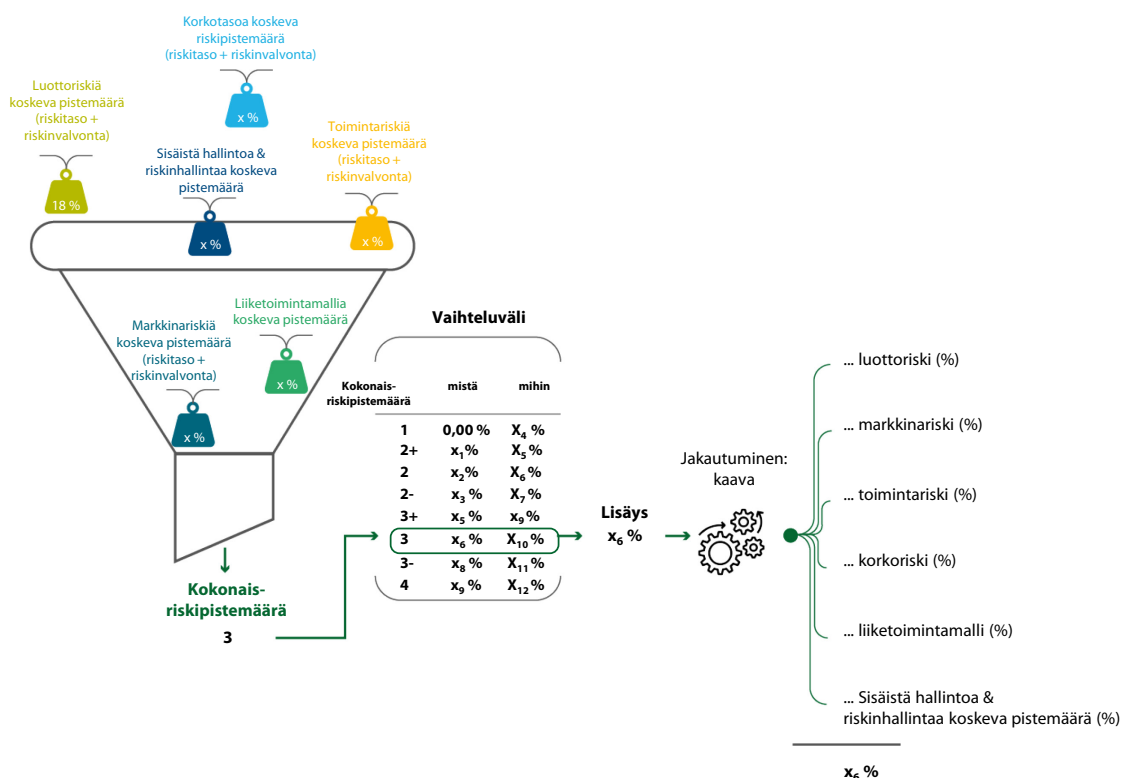 Korkotasoa koskeva
riskipistemäärä
(riskitaso + riskinvalvonta)
x %
Luottoriskiä
koskeva pistemäärä
(riskitaso +
riskinvalvonta)
18 %
Sisäistä hallintoa &
riskinhallintaa koskeva
pistemäärä
x %
Toimintariskiä
koskeva pistemäärä
(riskitaso +
riskinvalvonta)
x %
Markkinariskiä
koskeva pistemäärä
(riskitaso +
riskinvalvonta)
x %
Liiketoimintamallia
koskeva pistemäärä
x %
Kokonais-
riskipistemäärä
3
Vaihteluväli
Kokonais-
riskipistemäärä mistä mihin
1 0,00 % X₄ %
2+ x₁% X₅ %
2 x₂% X₆ %
2- x₃ % X₇ %
3+ x₅ % x₉ %
3 x₆ % X₁₀ %
3- x₈ % X₁₁ %
4 x₉ % X₁₂ %
Lisäys
x₆ %
Jakautuminen:
kaava
... luottoriski (%)
... markkinariski (%)
... toimintariski (%)
... korkoriski (%)
... liiketoimintamalli (%)
... Sisäistä hallintoa &
riskinhallintaa koskeva pistemäärä (%)
x₆ %